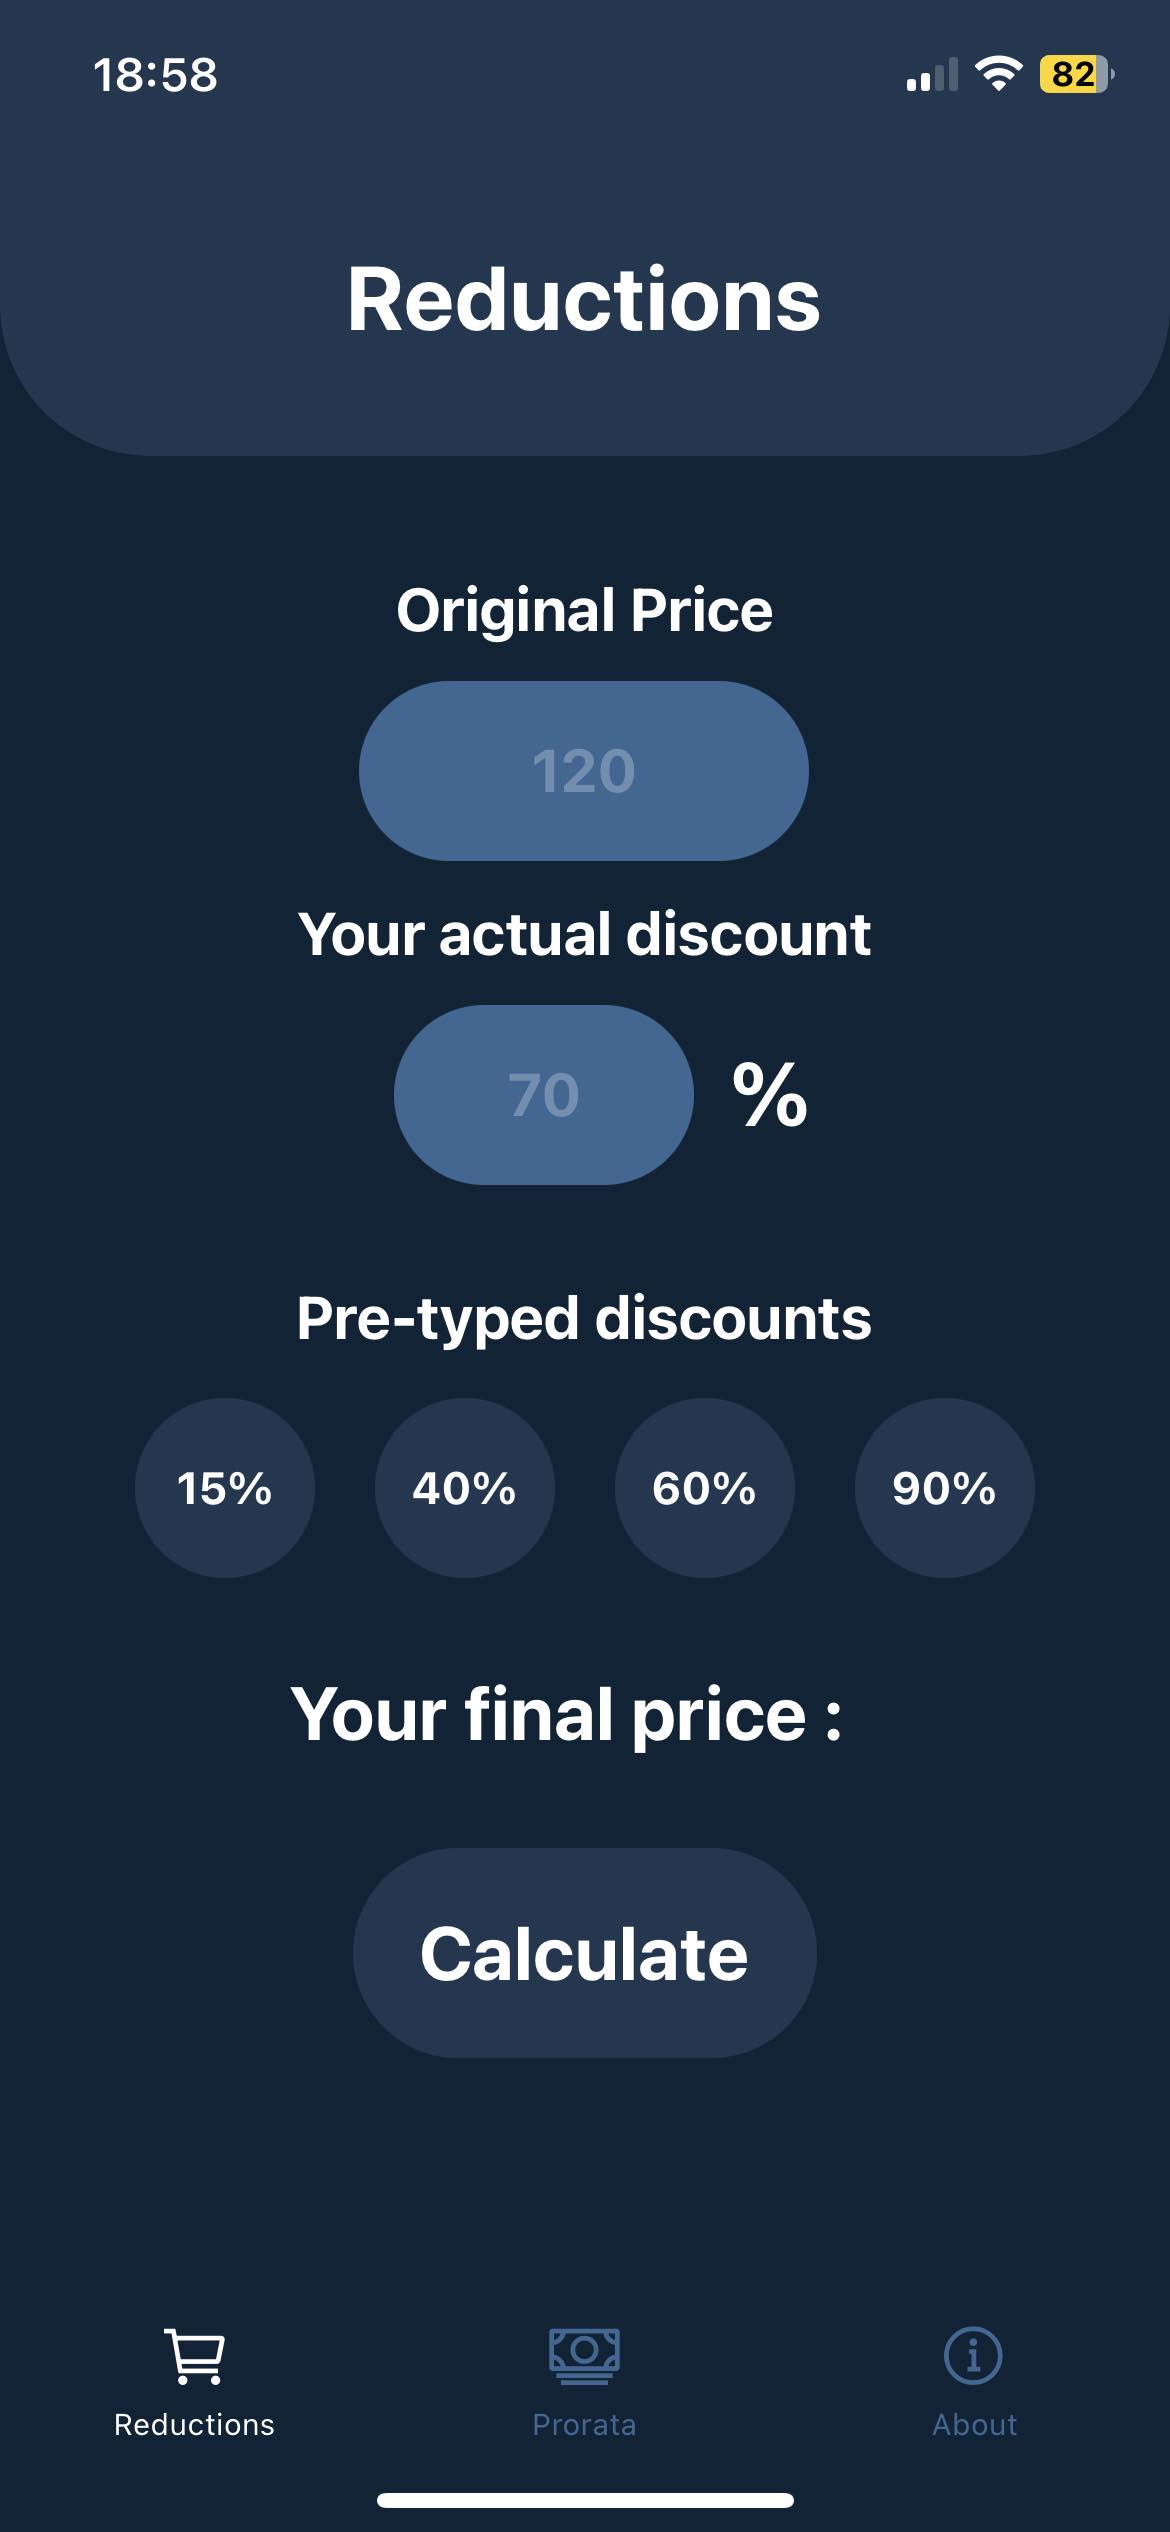 18:58
82
Reductions
Original Price
120
Your actual discount
70 %
Pre-typed discounts
15% 40% 60% 90%
Your final price :
Calculate
Reductions Prorata About